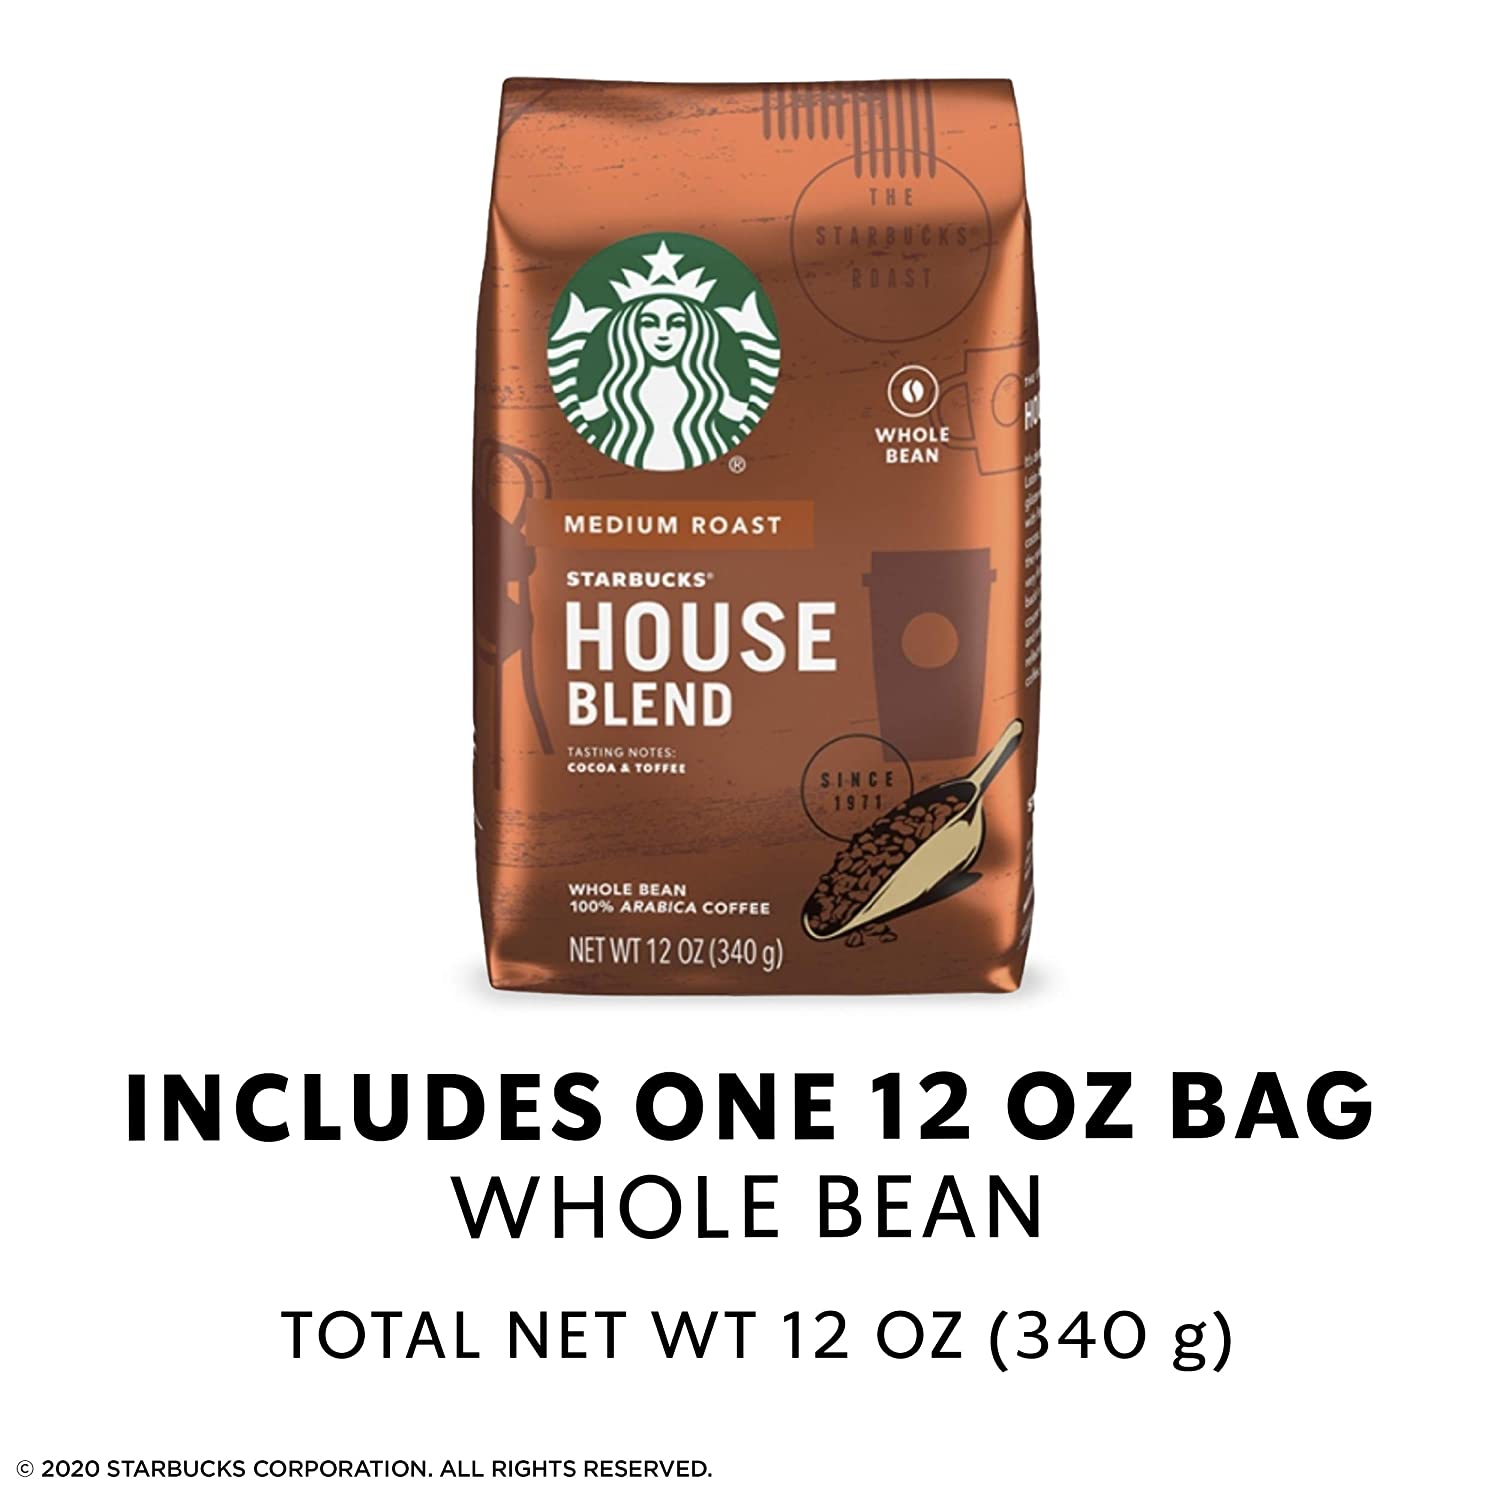 THE
STARBUCKS®
ROAST
WHOLE
BEAN
®
MEDIUM ROAST
STARBUCKS®
HOUSE
BLEND
TASTING NOTES:
COCOA & TOFFEE
SINCE
1971
WHOLE BEAN
100% ARABICA COFFEE
NET WT 12 OZ (340 g)
INCLUDES ONE 12 OZ BAG
WHOLE BEAN
TOTAL NET WT 12 OZ (340 g)
© 2020 STARBUCKS CORPORATION. ALL RIGHTS RESERVED.